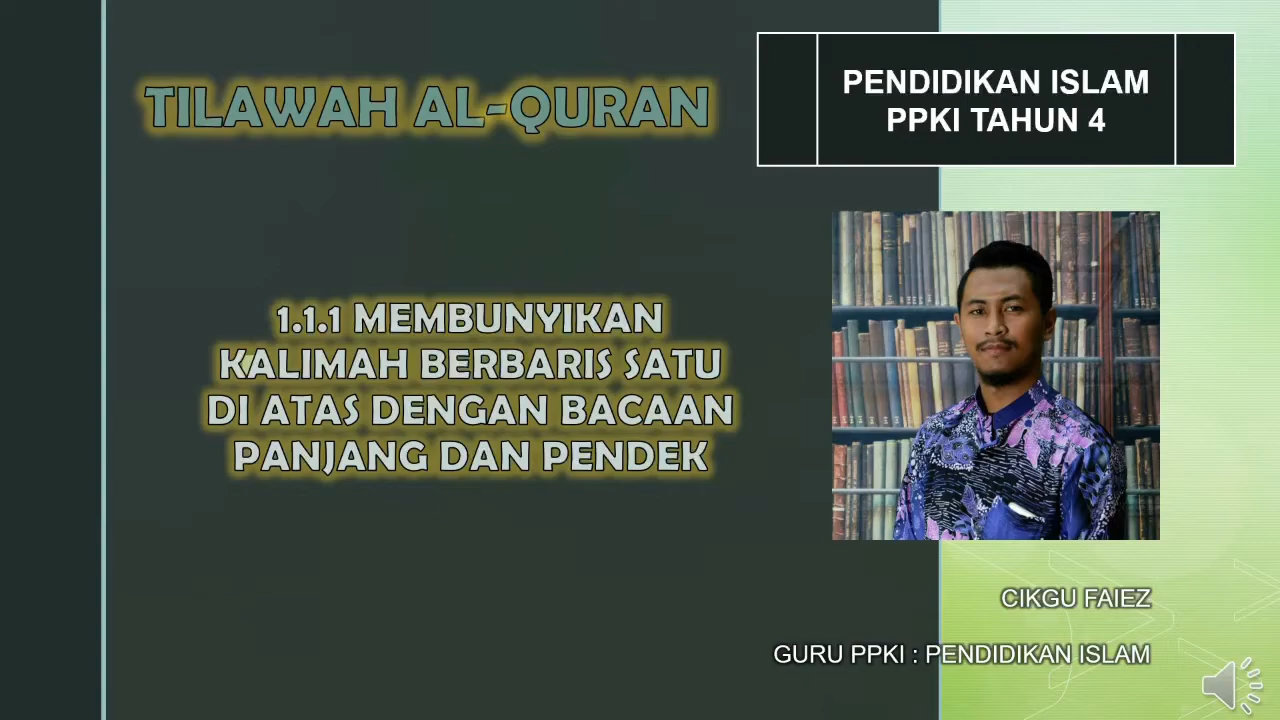 TILAWAH AL-QURAN
PENDIDIKAN ISLAM
PPKI TAHUN 4
1.1.1 MEMBUNYIKAN
KALIMAH BERBARIS SATU
DI ATAS DENGAN BACAAN
PANJANG DAN PENDEK
CIKGU FAIEZ
GURU PPKI : PENDIDIKAN ISLAM